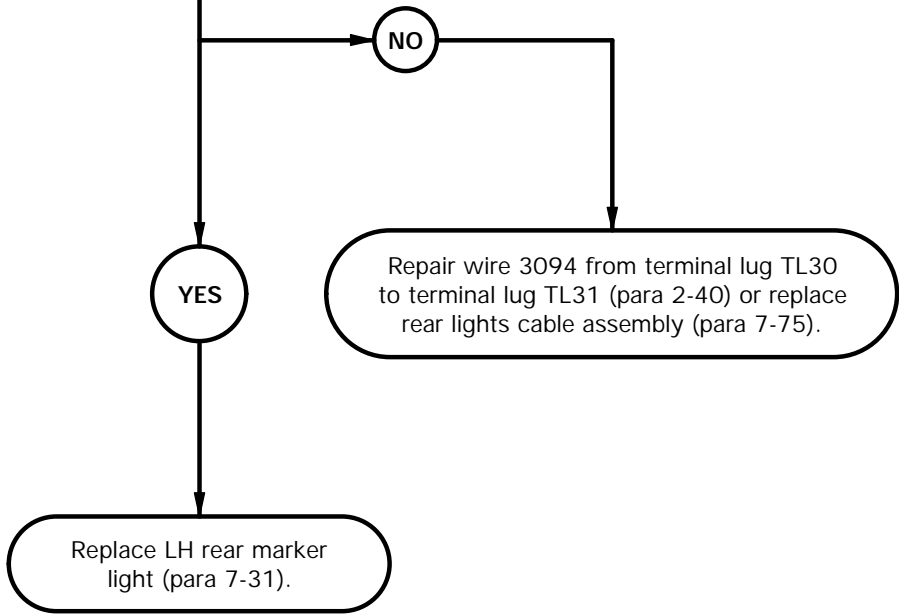 NO
YES
Repair wire 3094 from terminal lug TL30
to terminal lug TL31 (para 2-40) or replace
rear lights cable assembly (para 7-75).
Replace LH rear marker
light (para 7-31).